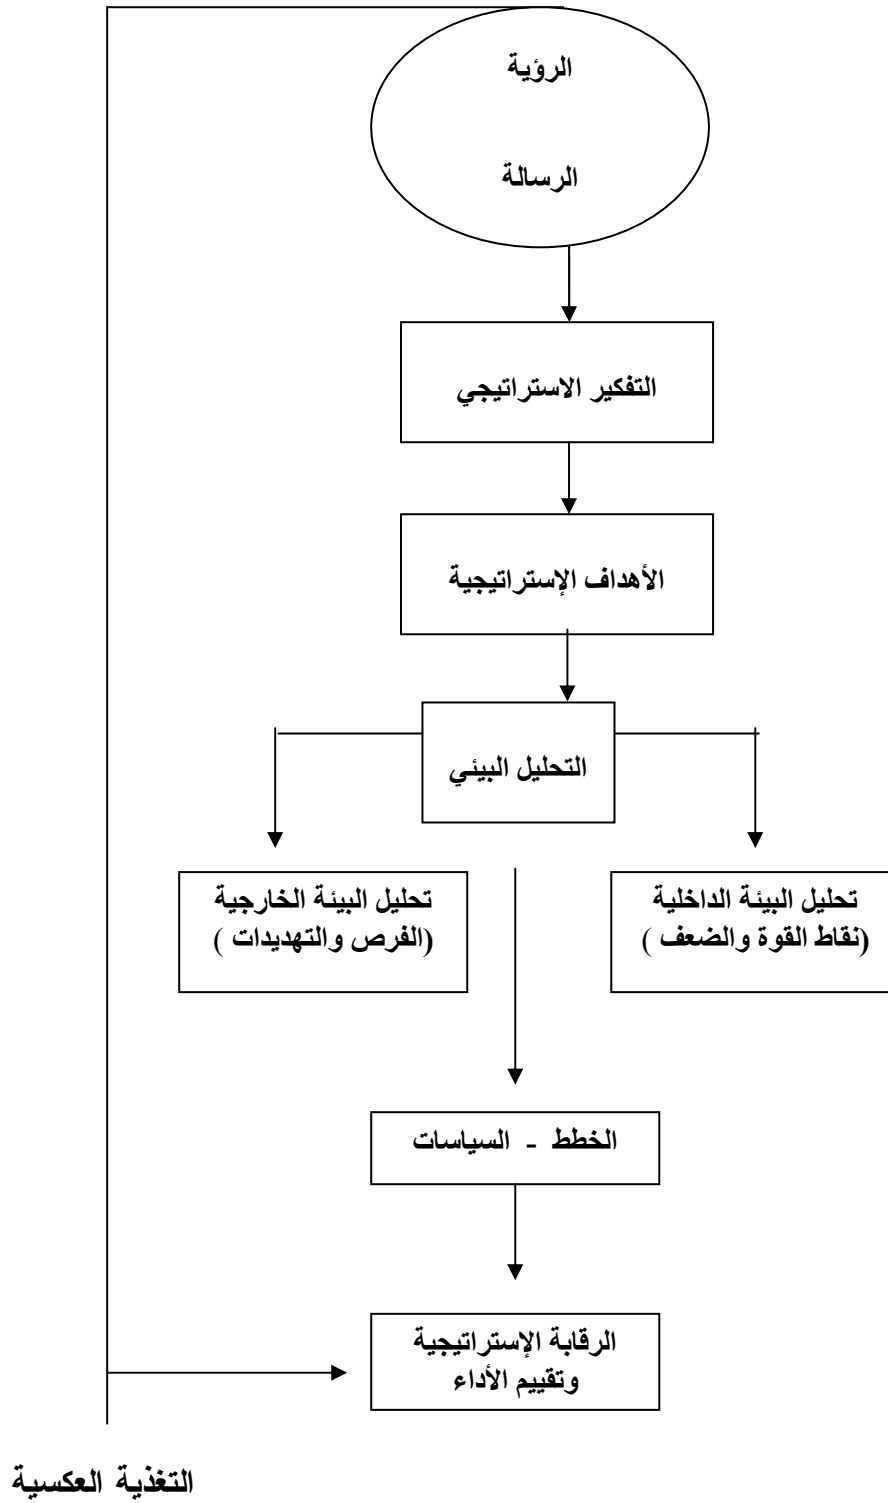 الرؤية
الرسالة
التفكير الاستراتيجي
الأهداف الإستراتيجية
التحليل البيئي
تحليل البيئة الداخلية
(نقاط القوة والضعف )
تحليل البيئة الخارجية
(الفرص والتهديدات )
الخطط - السياسات
الرقابة الإستراتيجية
وتقييم الأداء
التغذية العكسية